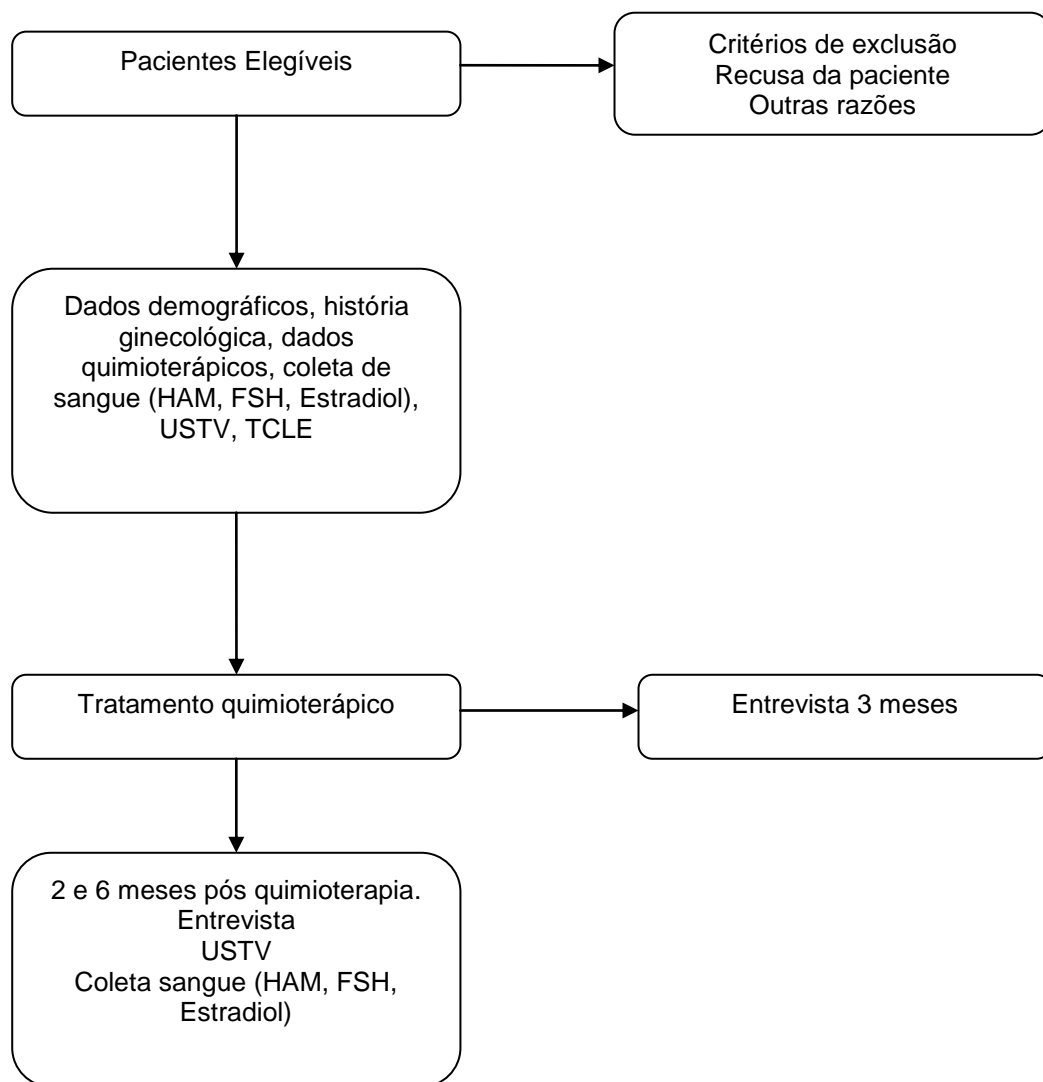 Pacientes Elegíveis
Critérios de exclusão
Recusa da paciente
Outras razões
Dados demográficos, história
ginecológica, dados
quimioterápicos, coleta de
sangue (HAM, FSH, Estradiol),
USTV, TCLE
Tratamento quimioterápico
Entrevista 3 meses
2 e 6 meses pós quimioterapia.
Entrevista
USTV
Coleta sangue (HAM, FSH,
Estradiol)